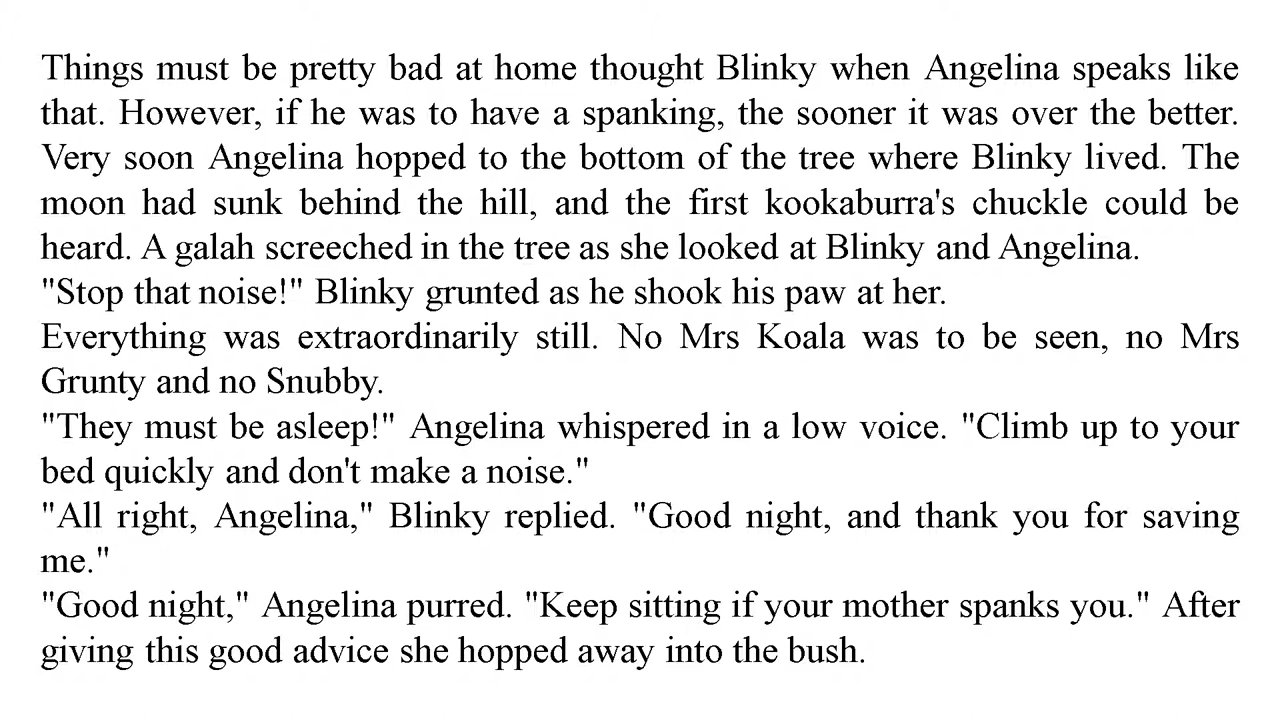 Things must be pretty bad at home thought Blinky when Angelina speaks like
that. However, if he was to have a spanking, the sooner it was over the better.
Very soon Angelina hopped to the bottom of the tree where Blinky lived. The
moon had sunk behind the hill, and the first kookaburra's chuckle could be
heard. A galah screeched in the tree as she looked at Blinky and Angelina.
"Stop that noise!" Blinky grunted as he shook his paw at her.
Everything was extraordinarily still. No Mrs Koala was to be seen, no Mrs
Grunty and no Snubby.
"They must be asleep!" Angelina whispered in a low voice. "Climb up to your
bed quickly and don't make a noise."
"All right, Angelina," Blinky replied. "Good night, and thank you for saving
me."
"Good night," Angelina purred. "Keep sitting if your mother spanks you." After
giving this good advice she hopped away into the bush.